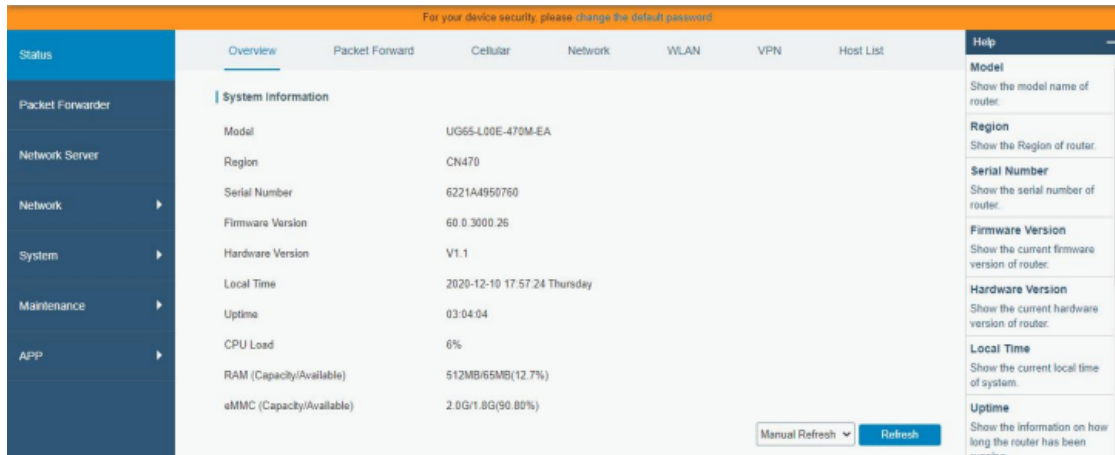 For your device security, please change the default password
Status
Packet Forwarder
Network Server
Network
System
Maintenance
APP
Overview
Packet Forward
Cellular
Network
WLAN
VPN
Host List
System Information
Model UG65-L00E-470M-EA
Region CN470
Serial Number 6221A4950760
Firmware Version 60.0.3000.26
Hardware Version V1.1
Local Time 2020-12-10 17:57:24 Thursday
Uptime 03:04:04
CPU Load 6%
RAM (Capacity/Available) 512MB/65MB(12.7%)
eMMC (Capacity/Available) 2.0G/1.8G(90.80%)
Manual Refresh
Refresh
Help
Model
Show the model name of
router.
Region
Show the Region of router.
Serial Number
Show the serial number of
router.
Firmware Version
Show the current firmware
version of router.
Hardware Version
Show the current hardware
version of router.
Local Time
Show the current local time
of system.
Uptime
Show the information on how
long the router has been